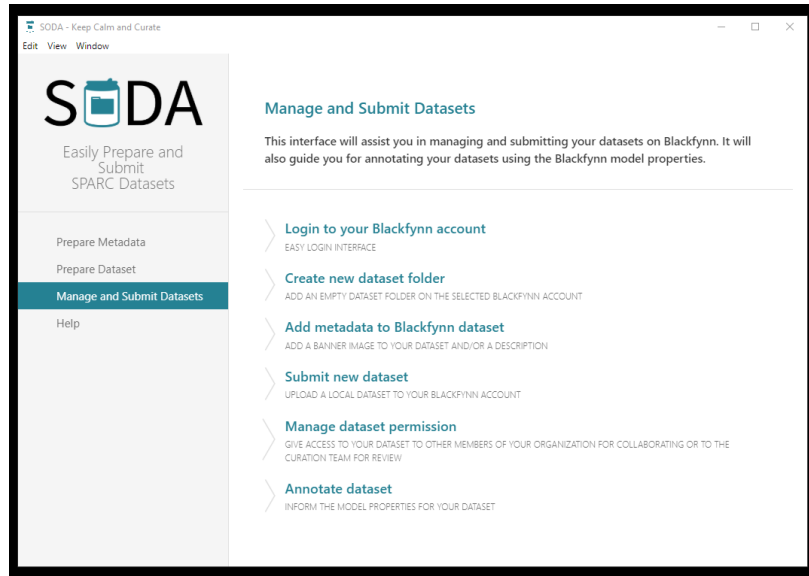 SODA - Keep Calm and Curate
Edit View Window
SODA
Easily Prepare and
Submit
SPARC Datasets
Prepare Metadata
Prepare Dataset
Manage and Submit Datasets
Help
Manage and Submit Datasets
This interface will assist you in managing and submitting your datasets on Blackfynn. It will
also guide you for annotating your datasets using the Blackfynn model properties.
Login to your Blackfynn account
EASY LOGIN INTERFACE
Create new dataset folder
ADD AN EMPTY DATASET FOLDER ON THE SELECTED BLACKFYNN ACCOUNT
Add metadata to Blackfynn dataset
ADD A BANNER IMAGE TO YOUR DATASET AND/OR A DESCRIPTION
Submit new dataset
UPLOAD A LOCAL DATASET TO YOUR BLACKFYNN ACCOUNT
Manage dataset permission
GIVE ACCESS TO YOUR DATASET TO OTHER MEMBERS OF YOUR ORGANIZATION FOR COLLABORATING OR TO THE
CURATION TEAM FOR REVIEW
Annotate dataset
INFORM THE MODEL PROPERTIES FOR YOUR DATASET